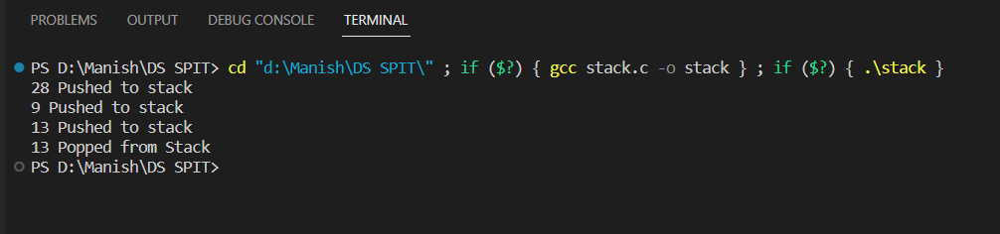 PROBLEMS OUTPUT DEBUG CONSOLE TERMINAL
PS D:\Manish\DS SPIT> cd "d:\Manish\DS SPIT\" ; if ($?) { gcc stack.c -o stack } ; if ($?) { .\stack }
28 Pushed to stack
9 Pushed to stack
13 Pushed to stack
13 Popped from Stack
PS D:\Manish\DS SPIT>